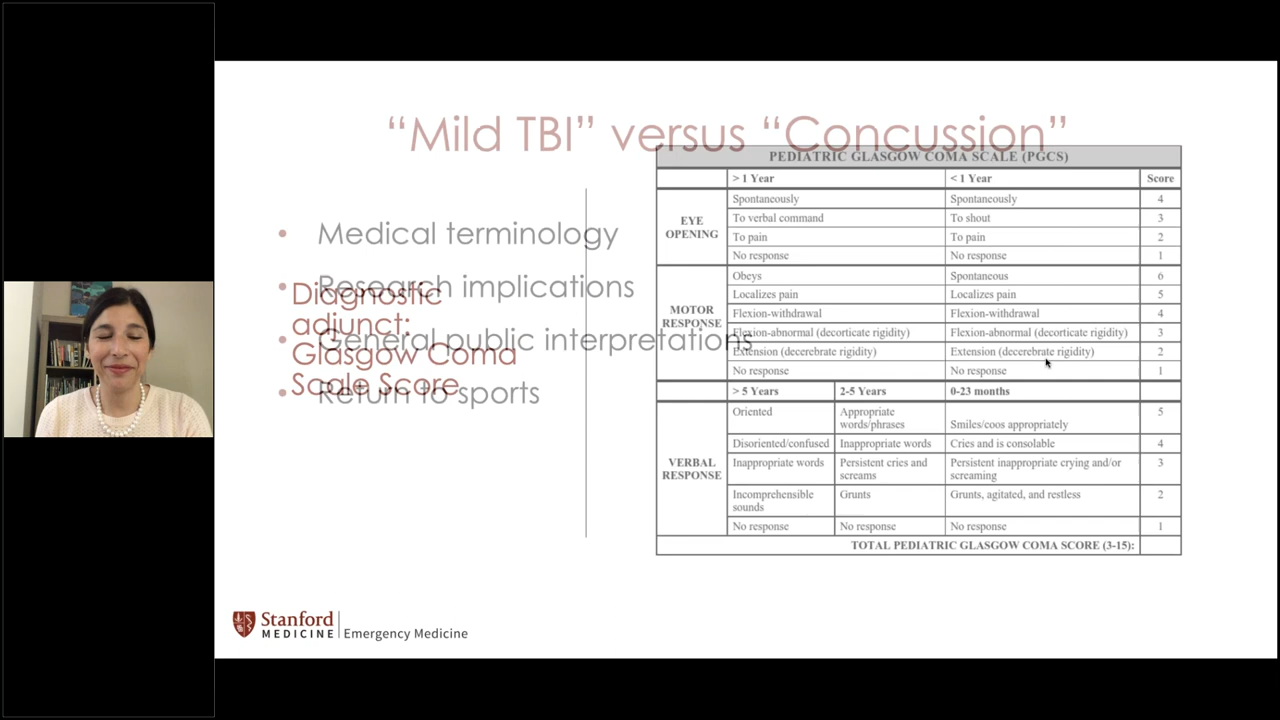 “Mild TBI” versus “Concussion”
• Medical terminology
• Research implications
• General public interpretations
• Return to sports
Diagnostic
adjunct:
Glasgow Coma
Scale Score
PEDIATRIC GLASGOW COMA SCALE (PGCS)
> 1 Year < 1 Year Score
EYE OPENING
Spontaneously Spontaneously 4
To verbal command To shout 3
To pain To pain 2
No response No response 1
MOTOR RESPONSE
Obeys Spontaneous 6
Localizes pain Localizes pain 5
Flexion-withdrawal Flexion-withdrawal 4
Flexion-abnormal (decorticate rigidity) Flexion-abnormal (decorticate rigidity) 3
Extension (decerebrate rigidity) Extension (decerebrate rigidity) 2
No response No response 1
> 5 Years 2-5 Years 0-23 months
VERBAL RESPONSE
Oriented Appropriate words/phrases Smiles/coos appropriately 5
Disoriented/confused Inappropriate words Cries and is consolable 4
Inappropriate words Persistent cries and screams Persistent inappropriate crying and/or screaming 3
Incomprehensible sounds Grunts Grunts, agitated, and restless 2
No response No response No response 1
TOTAL PEDIATRIC GLASGOW COMA SCORE (3-15):
Stanford
MEDICINE Emergency Medicine